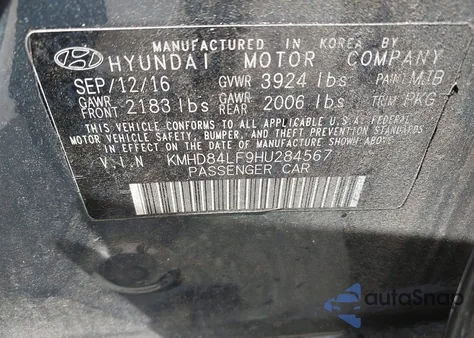 MANUFACTURED IN KOREA BY
HYUNDAI MOTOR COMPANY
SEP/12/16 GVWR 3924 lbs PAINT MTB
GAWR FRONT 2183 lbs GAWR REAR 2006 lbs TRIM PKG
THIS VEHICLE CONFORMS TO ALL APPLICABLE U.S.A. FEDERAL
MOTOR VEHICLE SAFETY, BUMPER, AND THEFT PREVENTION STANDARDS
IN EFFECT ON THE DATE OF MANUFACTURE SHOWN ABOVE.
V.I.N KMHD84LF9HU284567
PASSENGER CAR
autoSnap